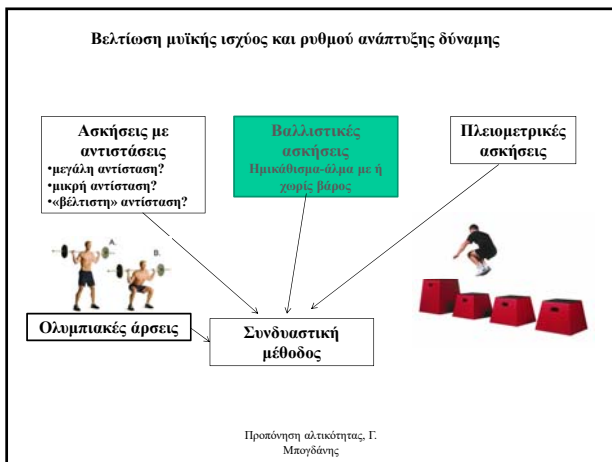 Βελτίωση μυϊκής ισχύος και ρυθμού ανάπτυξης δύναμης
Ασκήσεις με
αντιστάσεις
•μεγάλη αντίσταση?
•μικρή αντίσταση?
•«βέλτιστη» αντίσταση?
Βαλλιστικές
ασκήσεις
Ημικάθισμα-άλμα με ή
χωρίς βάρος
Πλειομετρικές
ασκήσεις
A.
B.
Ολυμπιακές άρσεις
Συνδυαστική
μέθοδος
Προπόνηση αλτικότητας, Γ.
Μπογδάνης